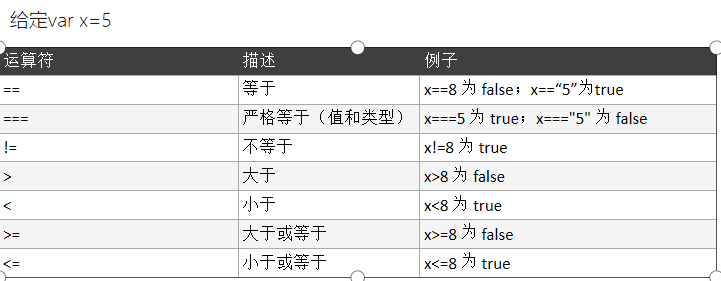 给定var x=5
运算符 描述 例子
== 等于 x==8 为 false；x==“5”为true
=== 严格等于（值和类型） x===5 为 true；x==="5" 为 false
!= 不等于 x!=8 为 true
> 大于 x>8 为 false
< 小于 x<8 为 true
>= 大于或等于 x>=8 为 false
<= 小于或等于 x<=8 为 true